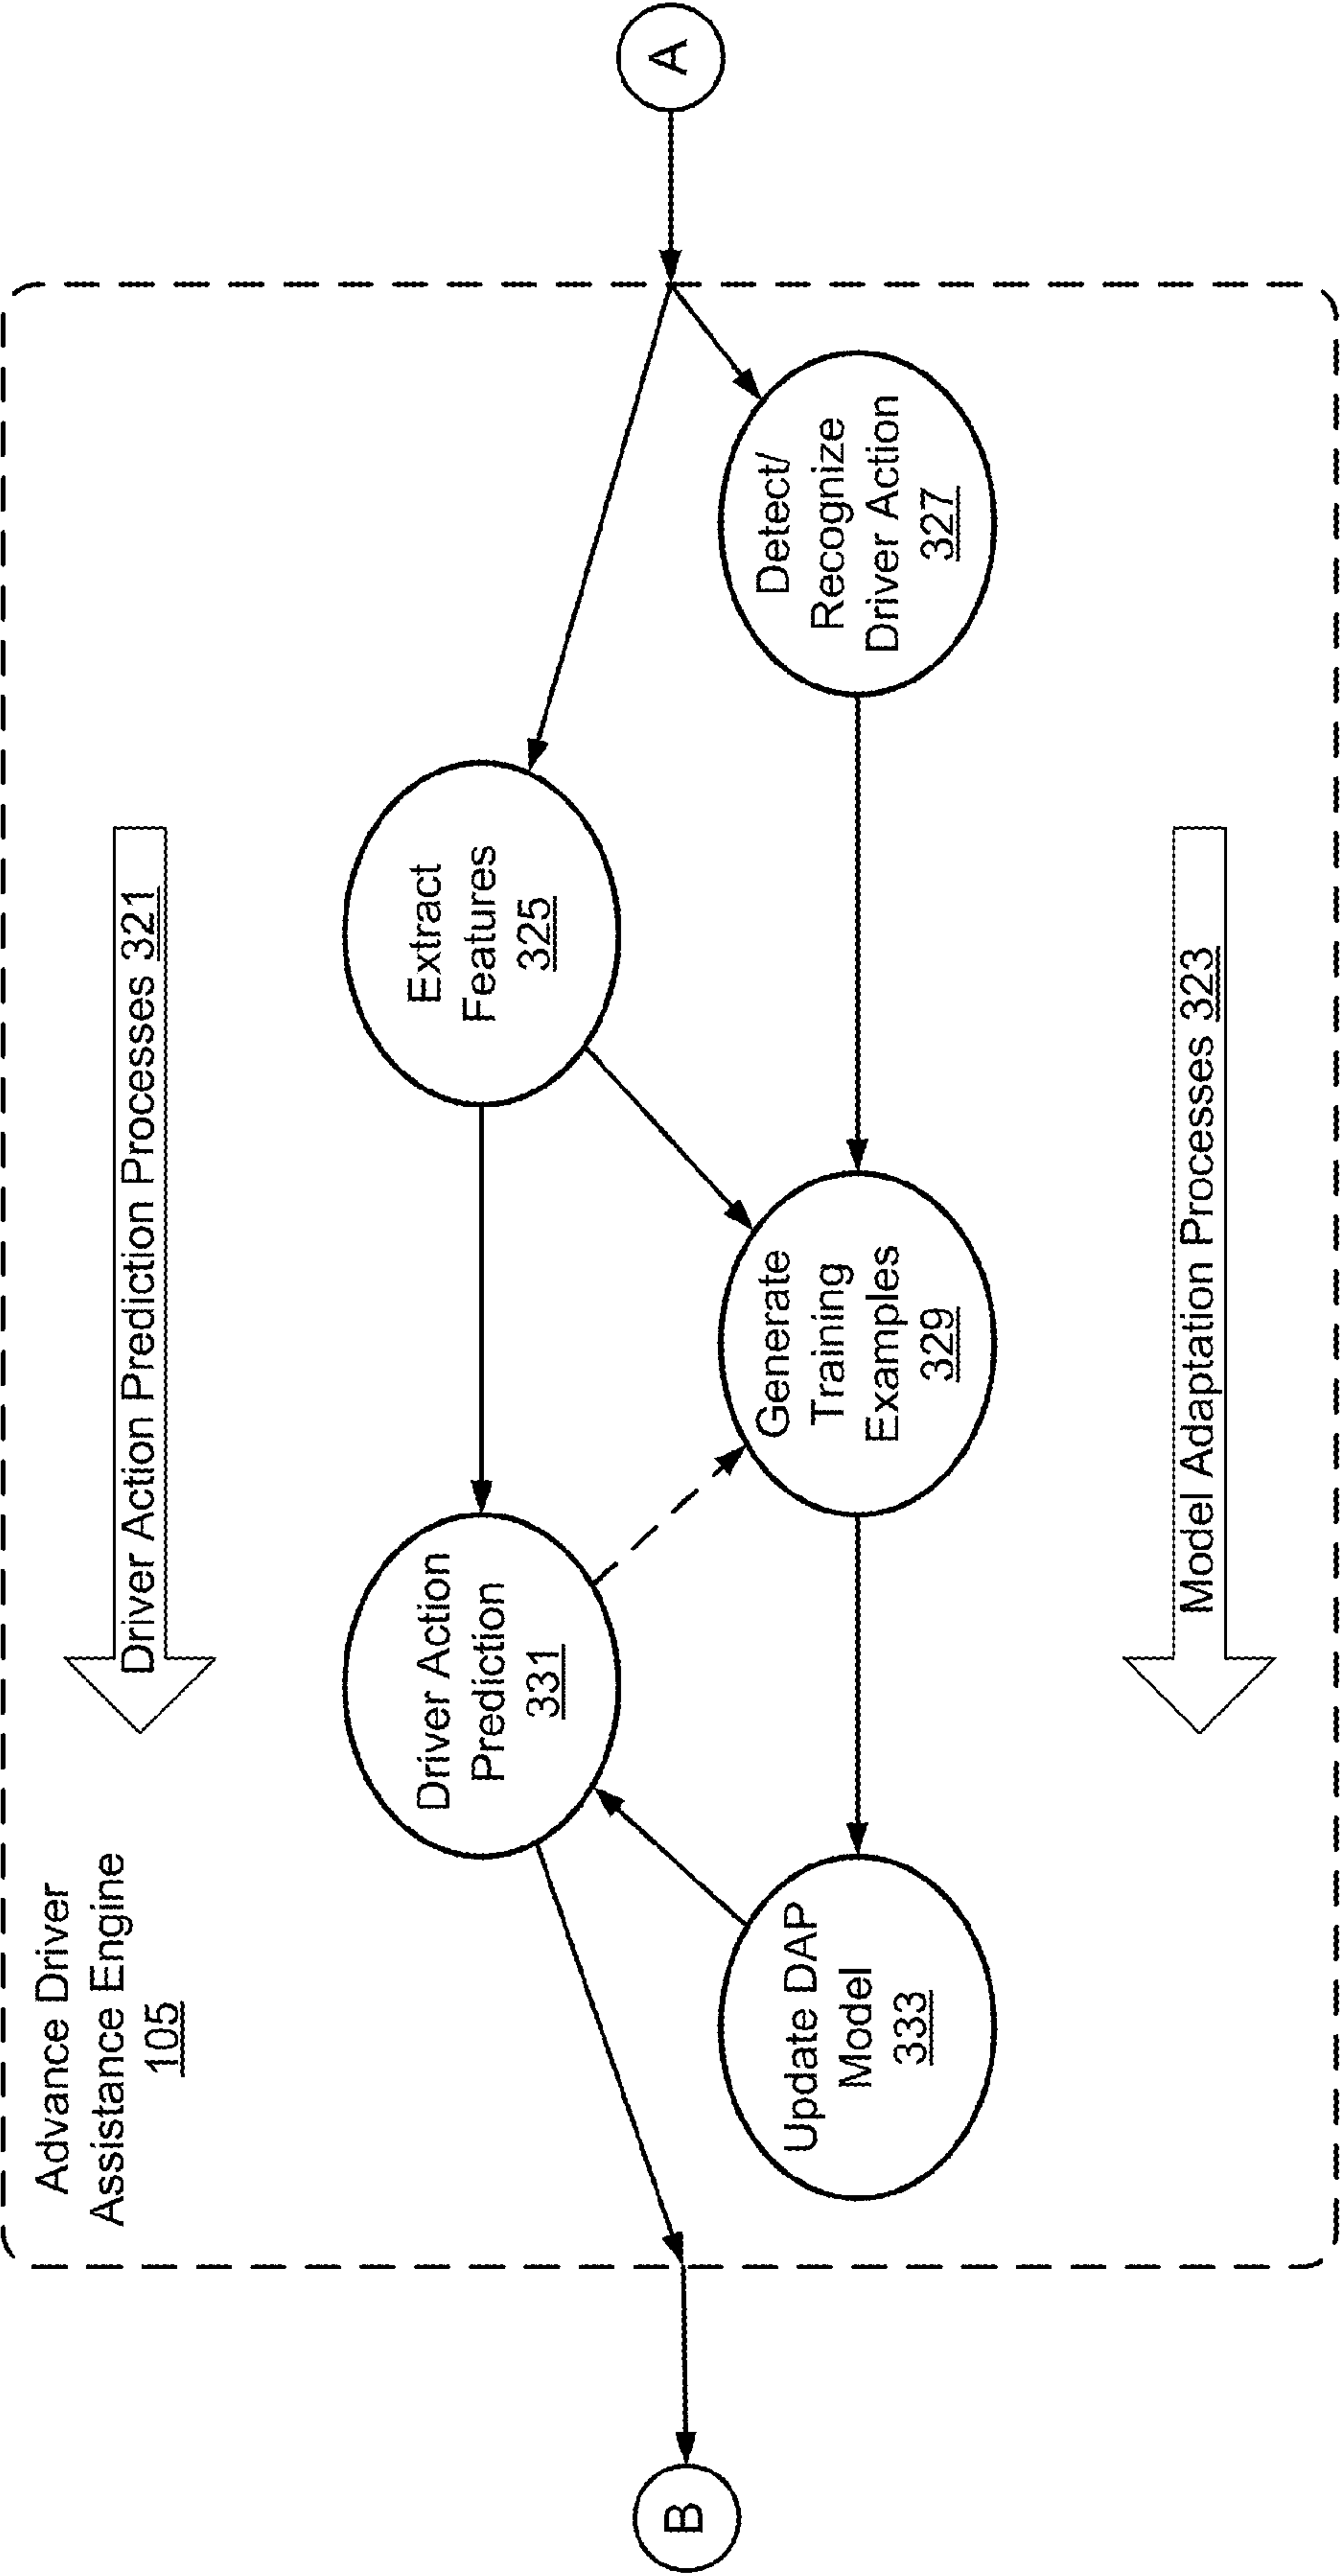 Advance Driver
Assistance Engine
105
Driver Action Prediction Processes 321
A
B
Extract
Features
325
Driver Action
Prediction
331
Detect/
Recognize
Driver Action
327
Generate
Training
Examples
329
Update DAP
Model
333
Model Adaptation Processes 323